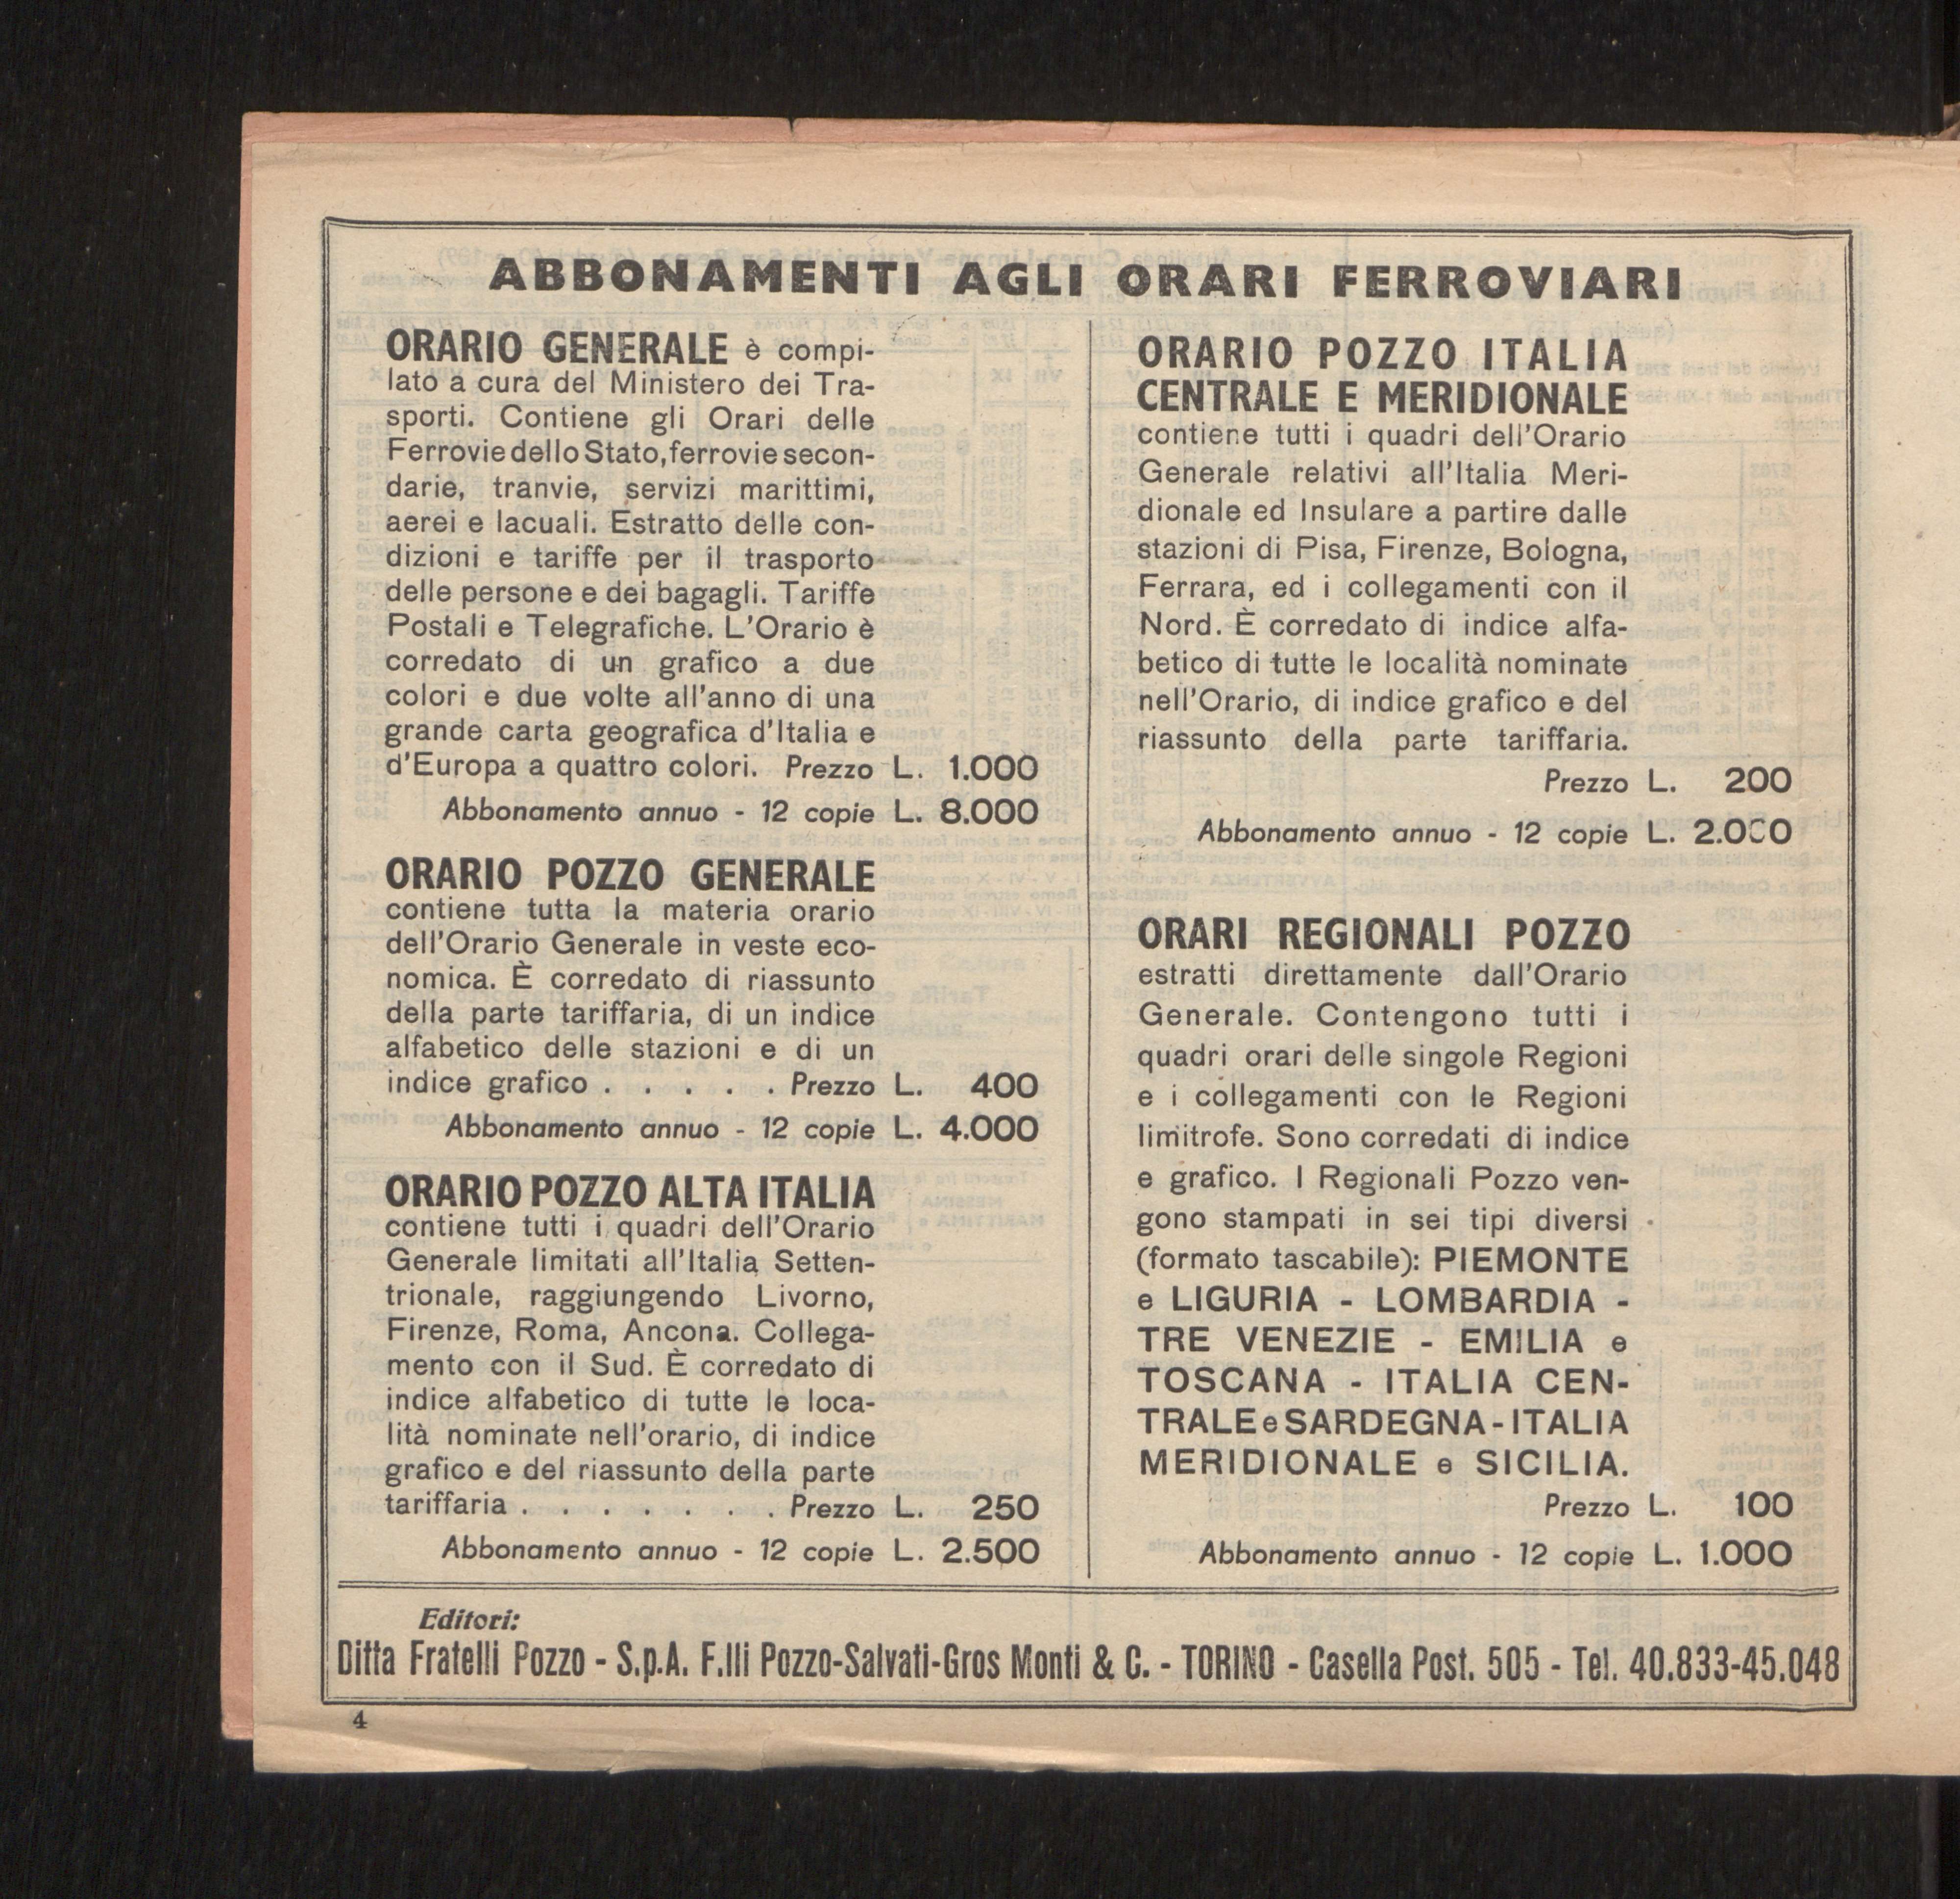 ABBONAMENTI AGLI ORARI FERROVIARI
ORARIO GENERALE è compi-
lato a cura del Ministero dei Tra-
sporti. Contiene gli Orari delle
Ferrovie dello Stato, ferrovie secon-
darie, tranvie, servizi marittimi,
aerei e lacuali. Estratto delle con-
dizioni e tariffe per il trasporto
delle persone e dei bagagli. Tariffe
Postali e Telegrafiche. L'Orario è
corredato di un grafico a due
colori e due volte all'anno di una
grande carta geografica d'Italia e
d'Europa a quattro colori. Prezzo L. 1.000
Abbonamento annuo - 12 copie L. 8.000
ORARIO POZZO GENERALE
contiene tutta la materia orario
dell'Orario Generale in veste eco-
nomica. È corredato di riassunto
della parte tariffaria, di un indice
alfabetico delle stazioni e di un
indice grafico . . . . . Prezzo L. 400
Abbonamento annuo - 12 copie L. 4.000
ORARIO POZZO ALTA ITALIA
contiene tutti i quadri dell'Orario
Generale limitati all'Italia Setten-
trionale, raggiungendo Livorno,
Firenze, Roma, Ancona. Collega-
mento con il Sud. È corredato di
indice alfabetico di tutte le loca-
lità nominate nell'orario, di indice
grafico e del riassunto della parte
tariffaria . . . . . . . Prezzo L. 250
Abbonamento annuo - 12 copie L. 2.500
ORARIO POZZO ITALIA
CENTRALE E MERIDIONALE
contiene tutti i quadri dell'Orario
Generale relativi all'Italia Meri-
dionale ed Insulare a partire dalle
stazioni di Pisa, Firenze, Bologna,
Ferrara, ed i collegamenti con il
Nord. È corredato di indice alfa-
betico di tutte le località nominate
nell'Orario, di indice grafico e del
riassunto della parte tariffaria.
Prezzo L. 200
Abbonamento annuo - 12 copie L. 2.000
ORARI REGIONALI POZZO
estratti direttamente dall'Orario
Generale. Contengono tutti i
quadri orari delle singole Regioni
e i collegamenti con le Regioni
limitrofe. Sono corredati di indice
e grafico. I Regionali Pozzo ven-
gono stampati in sei tipi diversi
(formato tascabile): PIEMONTE
e LIGURIA - LOMBARDIA -
TRE VENEZIE - EMILIA e
TOSCANA - ITALIA CEN-
TRALE e SARDEGNA - ITALIA
MERIDIONALE e SICILIA.
Prezzo L. 100
Abbonamento annuo - 12 copie L. 1.000
Editori:
Ditta Fratelli Pozzo - S.p.A. F.lli Pozzo-Salvati-Gros Monti & C. - TORINO - Casella Post. 505 - Tel. 40.833-45.048
4